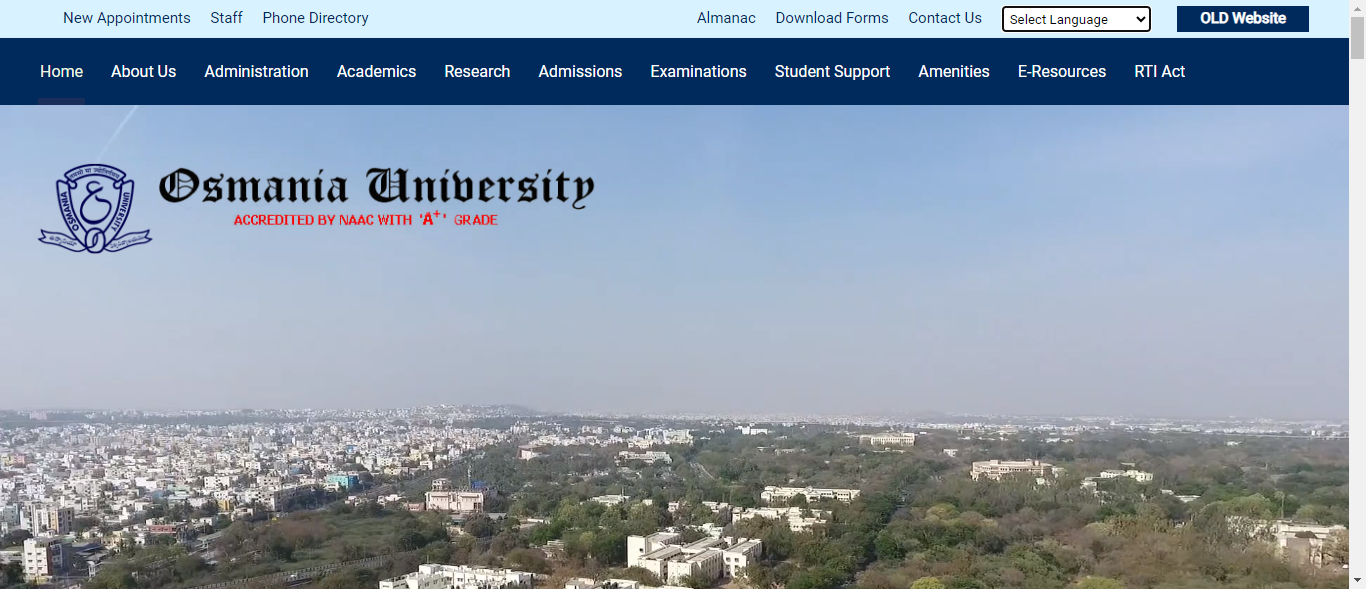 New Appointments Staff Phone Directory Almanac Download Forms Contact Us Select Language OLD Website
Home About Us Administration Academics Research Admissions Examinations Student Support Amenities E-Resources RTI Act
Osmania University
ACCREDITED BY NAAC WITH 'A+' GRADE
OSMANIA UNIVERSITY